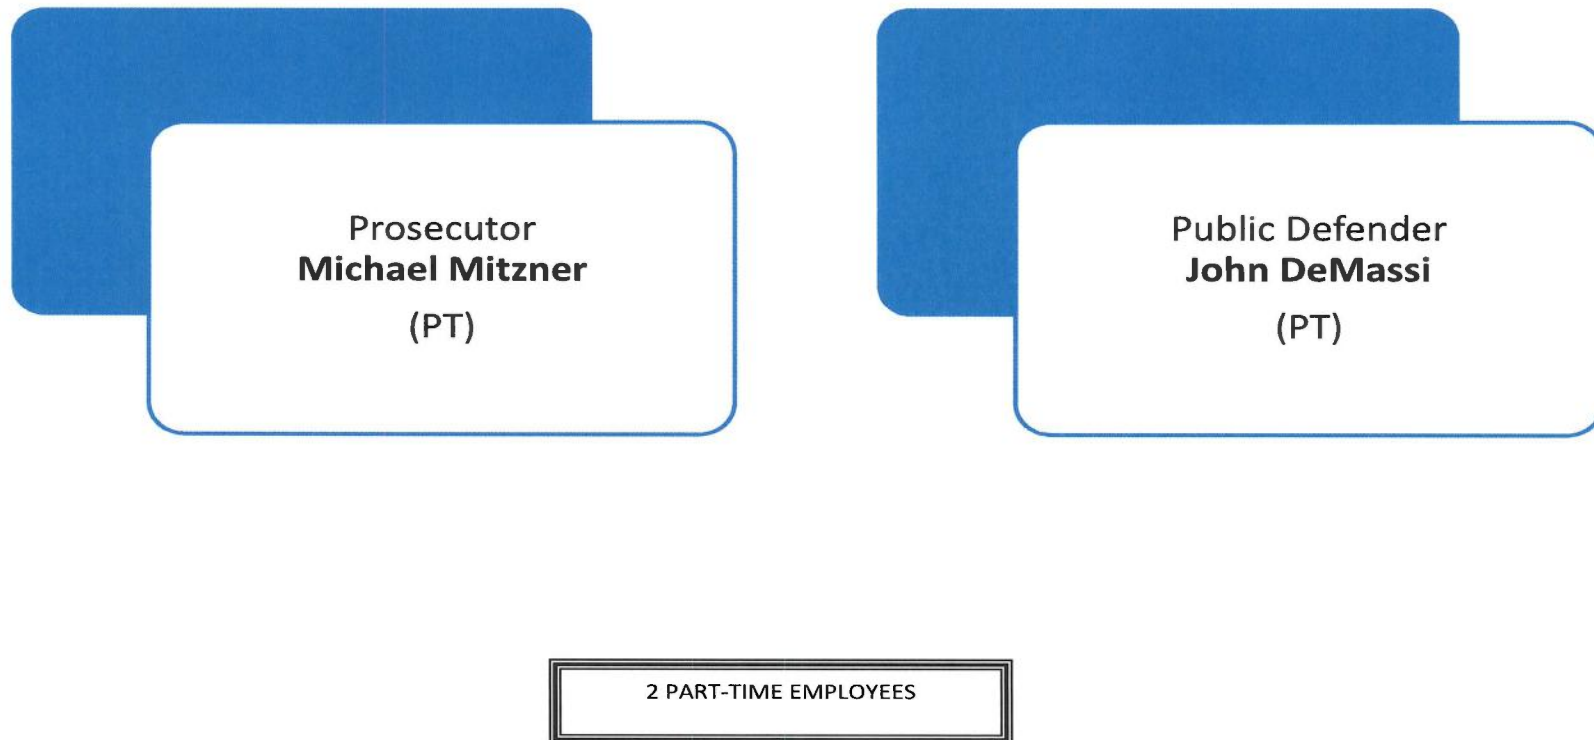 Prosecutor
Michael Mitzner
(PT)
Public Defender
John DeMassi
(PT)
2 PART-TIME EMPLOYEES